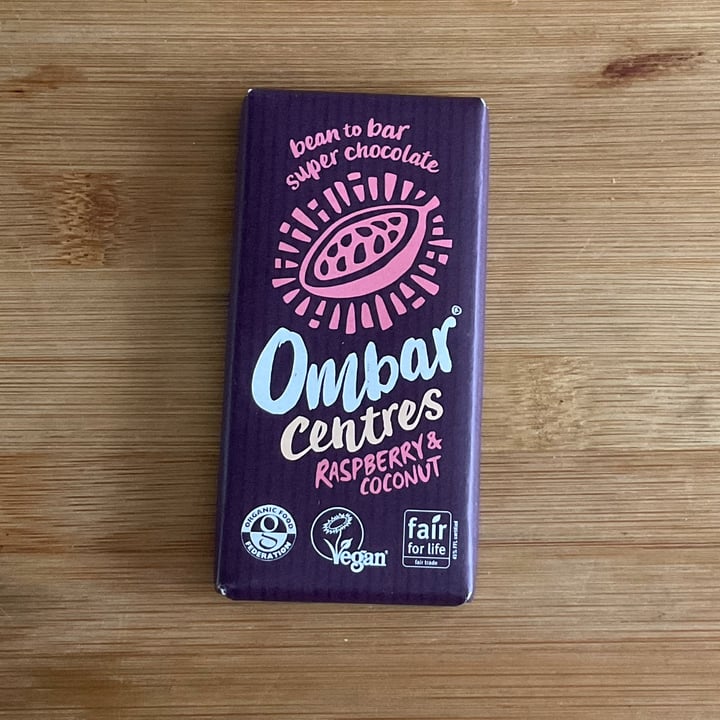 bean to bar
super chocolate
Ombar®
centres
RASPBERRY &
COCONUT
ORGANIC FOOD
FEDERATION
Vegan
fair
for life
fair trade